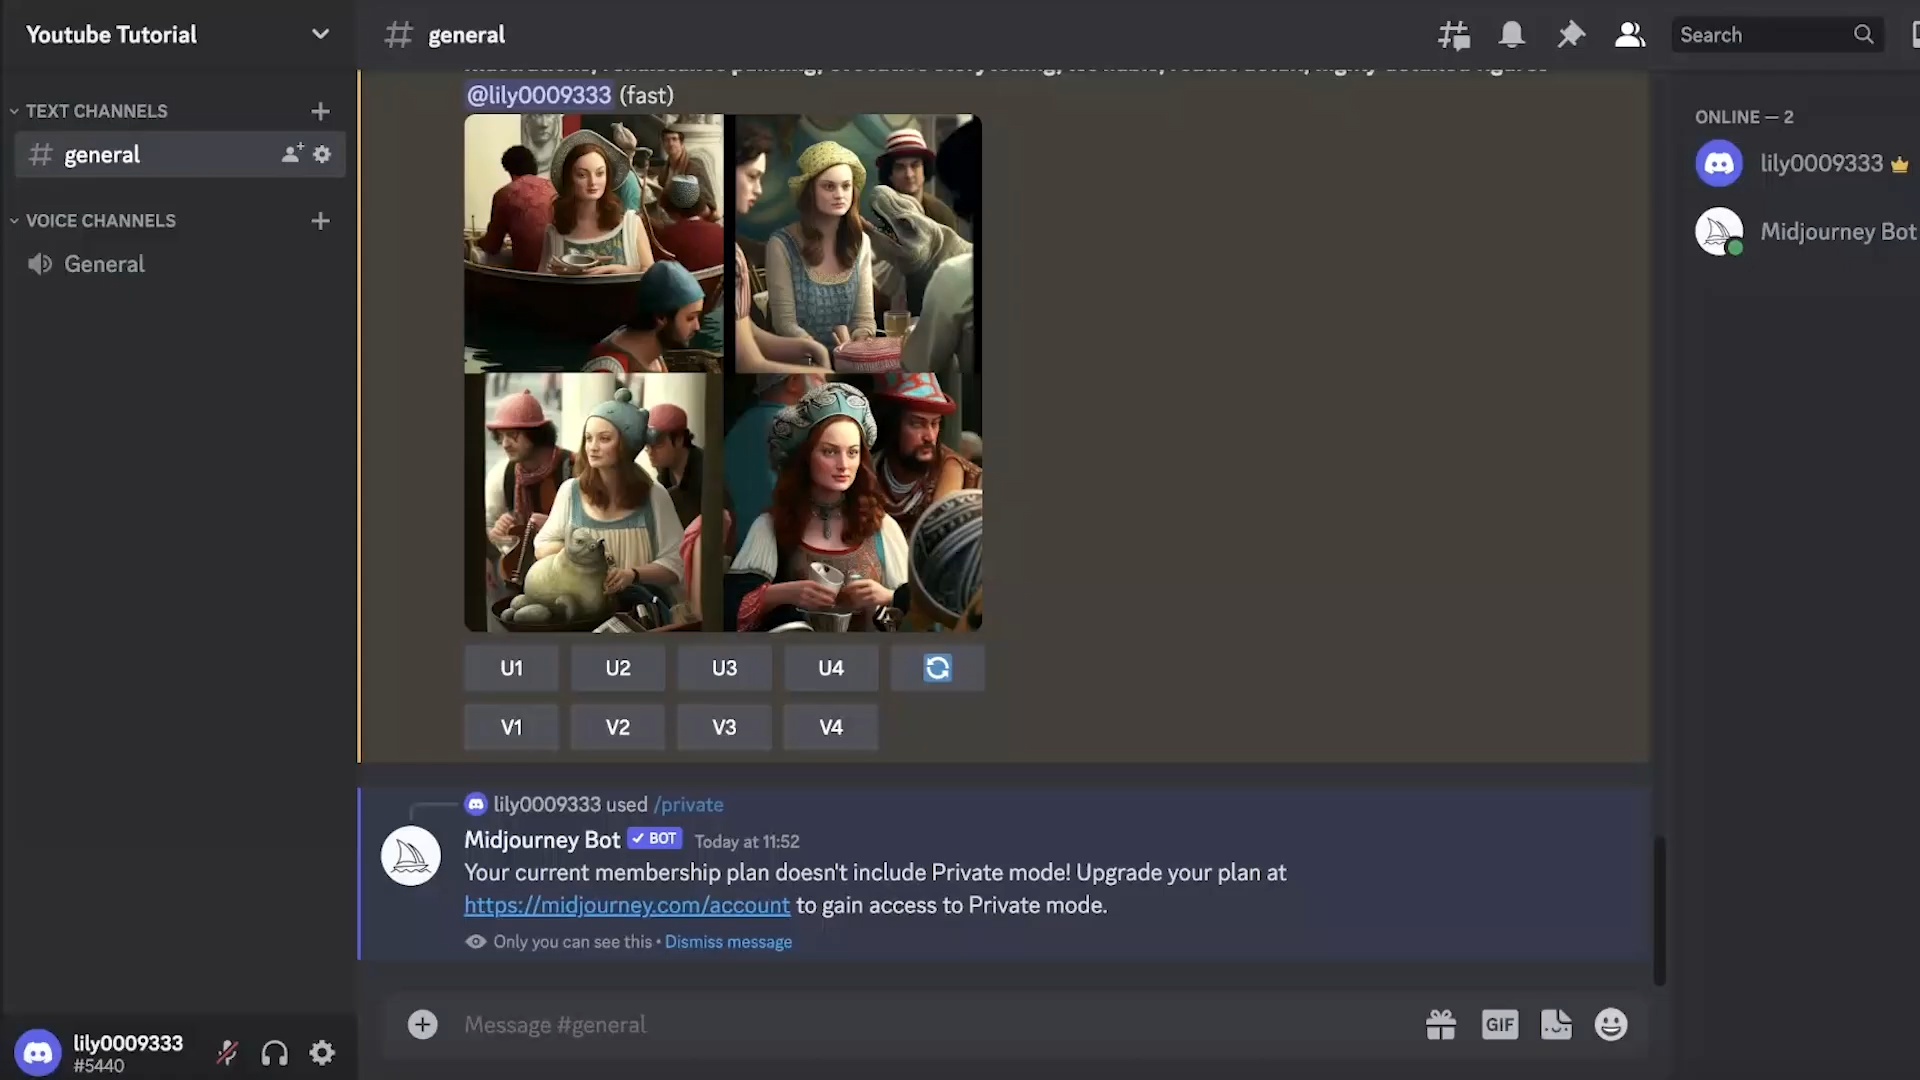 Youtube Tutorial
general
Search
TEXT CHANNELS
general
VOICE CHANNELS
General
@lily0009333 (fast)
U1 U2 U3 U4
V1 V2 V3 V4
lily0009333 used /private
Midjourney Bot BOT Today at 11:52
Your current membership plan doesn't include Private mode! Upgrade your plan at
https://midjourney.com/account to gain access to Private mode.
Only you can see this • Dismiss message
Message #general
GIF
lily0009333
#5440
ONLINE — 2
lily0009333
Midjourney Bot